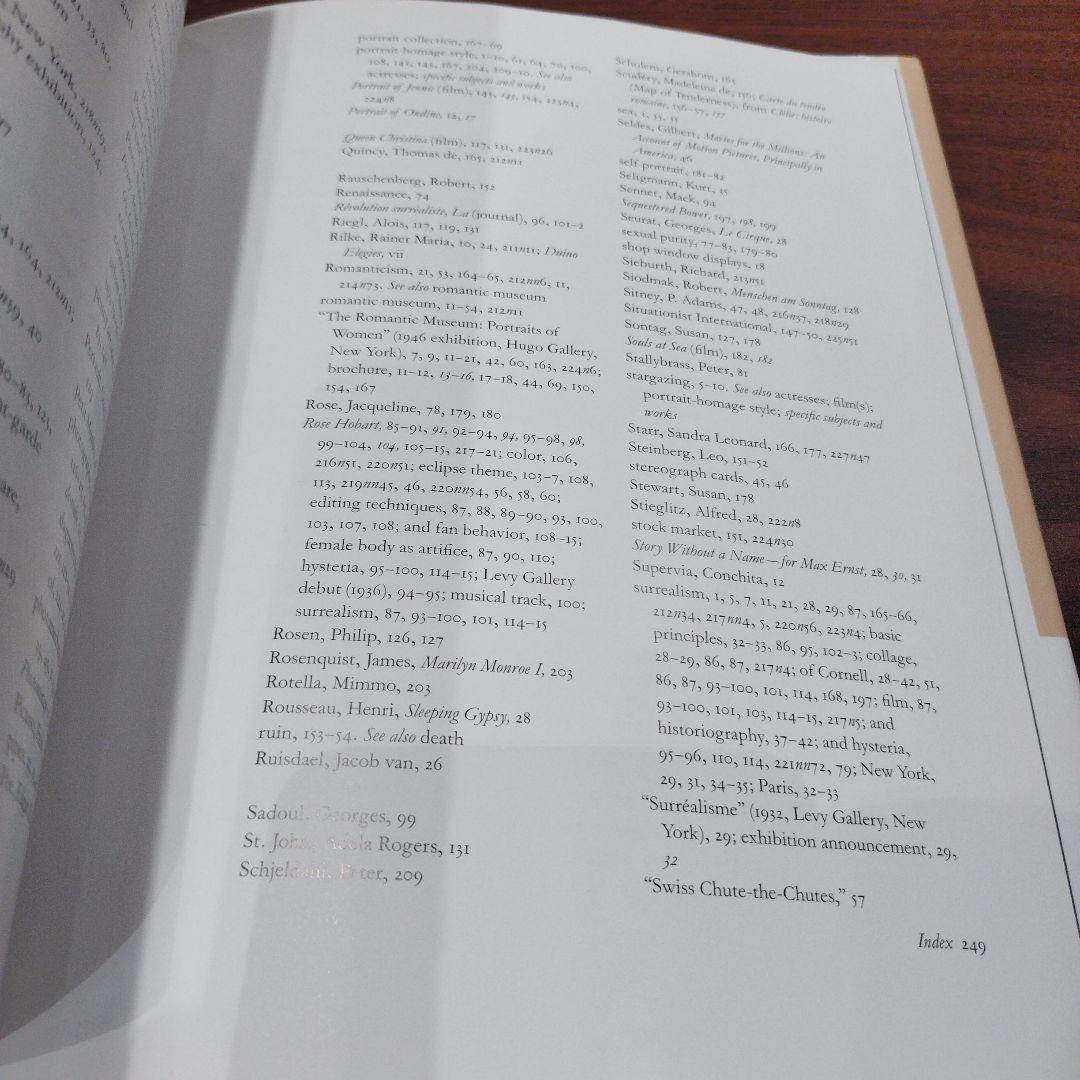 New York, 218n19;
exhibition, 124,
portrait-collection, 167–69
portrait-homage style, 1–10, 61, 64, 70, 100,
108, 141, 143, 167, 204, 209–10. See also
actresses; specific subjects and works
Portrait of Jennie (film), 143, 149, 154, 223n4,
224n8
Portrait of Ondine, 12, 17
Queen Christina (film), 117, 121, 223n26
Quincy, Thomas de, 165, 212n11
Rauschenberg, Robert, 152
Renaissance, 74
Révolution surréaliste, La (journal), 96, 101–2
Riegl, Alois, 117, 119, 131
Rilke, Rainer Maria, 10, 24, 211n11; Duino
Elegies, vii
Romanticism, 21, 53, 164–65, 212nn6, 11,
214n73. See also romantic museum
romantic museum, 11–54, 212n11
“The Romantic Museum: Portraits of
Women” (1946 exhibition, Hugo Gallery,
New York), 7, 9, 11–21, 42, 60, 163, 224n6;
brochure, 11–12, 13–16, 17–18, 44, 69, 150,
154, 167
Rose, Jacqueline, 78, 179, 180
Rose Hobart, 85–91, 91, 92–94, 94, 95–98, 98,
99–104, 104, 105–15, 217–21; color, 106,
216n51, 220n51; eclipse theme, 103–7, 108,
113, 219nn45, 46, 220nn54, 56, 58, 60;
editing techniques, 87, 88, 89–90, 93, 100,
103, 107, 108; and fan behavior, 108–15;
female body as artifice, 87, 90, 110;
hysteria, 95–100, 114–15; Levy Gallery
debut (1936), 94–95; musical track, 100;
surrealism, 87, 93–100, 101, 114–15
Rosen, Philip, 126, 127
Rosenquist, James, Marilyn Monroe I, 203
Rotella, Mimmo, 203
Rousseau, Henri, Sleeping Gypsy, 28
ruin, 153–54. See also death
Ruisdael, Jacob van, 26
Sadoul, Georges, 99
St. John, Adela Rogers, 131
Schjeldahl, Peter, 209
Scholem, Gershom, 165
Scudéry, Madeleine de, 156; Carte du tendre
(Map of Tenderness), from Clélie: histoire
romaine, 156–57, 157
sex, 1, 53, 55
Seldes, Gilbert, Movies for the Millions: An
Account of Motion Pictures, Principally in
America, 46
self-portrait, 181–82
Seligmann, Kurt, 35
Sennet, Mack, 94
Sequestered Bower, 197, 198, 199
Seurat, Georges, Le Cirque, 28
sexual purity, 77–83, 179–80
shop window displays, 18
Sieburth, Richard, 213n51
Siodmak, Robert, Menschen am Sonntag, 128
Sitney, P. Adams, 47, 48, 216n57, 218n29
Situationist International, 147–50, 225n51
Sontag, Susan, 127, 178
Souls at Sea (film), 182, 182
Stallybrass, Peter, 81
stargazing, 5–10. See also actresses; film(s);
portrait-homage style; specific subjects and
works
Starr, Sandra Leonard, 166, 177, 227n47
Steinberg, Leo, 151–52
stereograph cards, 45, 46
Stewart, Susan, 178
Stieglitz, Alfred, 28, 222n8
stock market, 151, 224n30
Story Without a Name—for Max Ernst, 28, 30, 31
Supervia, Conchita, 12
surrealism, 1, 5, 7, 11, 21, 28, 29, 87, 165–66,
212n34, 217nn4, 5, 220n56, 223n4; basic
principles, 32–33, 86, 95, 102–3; collage,
28–29, 86, 87, 217n4; of Cornell, 28–42, 51,
86, 87, 93–100, 101, 114, 168, 197; film, 87,
93–100, 101, 103, 114–15, 217n5; and
historiography, 37–42; and hysteria,
95–96, 110, 114, 221nn72, 79; New York,
29, 31, 34–35; Paris, 32–33
“Surréalisme” (1932, Levy Gallery, New
York), 29; exhibition announcement, 29,
32
“Swiss Chute-the-Chutes,” 57
Index 249